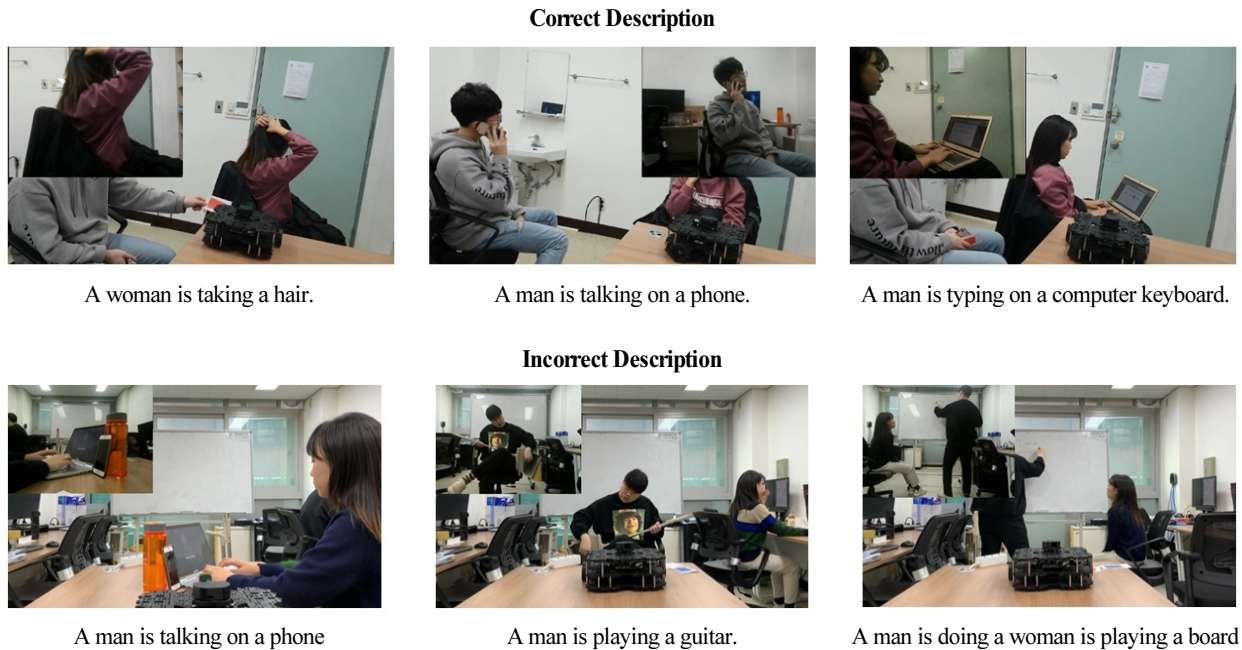 Correct Description
A woman is taking a hair.
A man is talking on a phone.
A man is typing on a computer keyboard.
Incorrect Description
A man is talking on a phone
A man is playing a guitar.
A man is doing a woman is playing a board